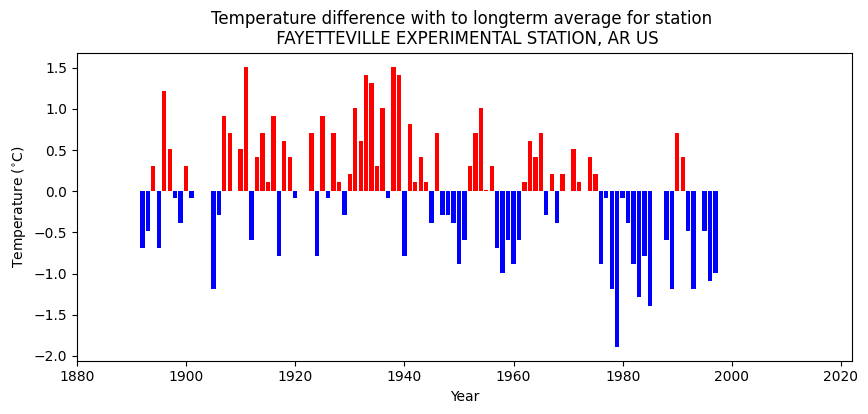 Temperature difference with to longterm average for station
FAYETTEVILLE EXPERIMENTAL STATION, AR US
Temperature (°C)
1.5
1.0
0.5
0.0
−0.5
−1.0
−1.5
−2.0
1880 1900 1920 1940 1960 1980 2000 2020
Year